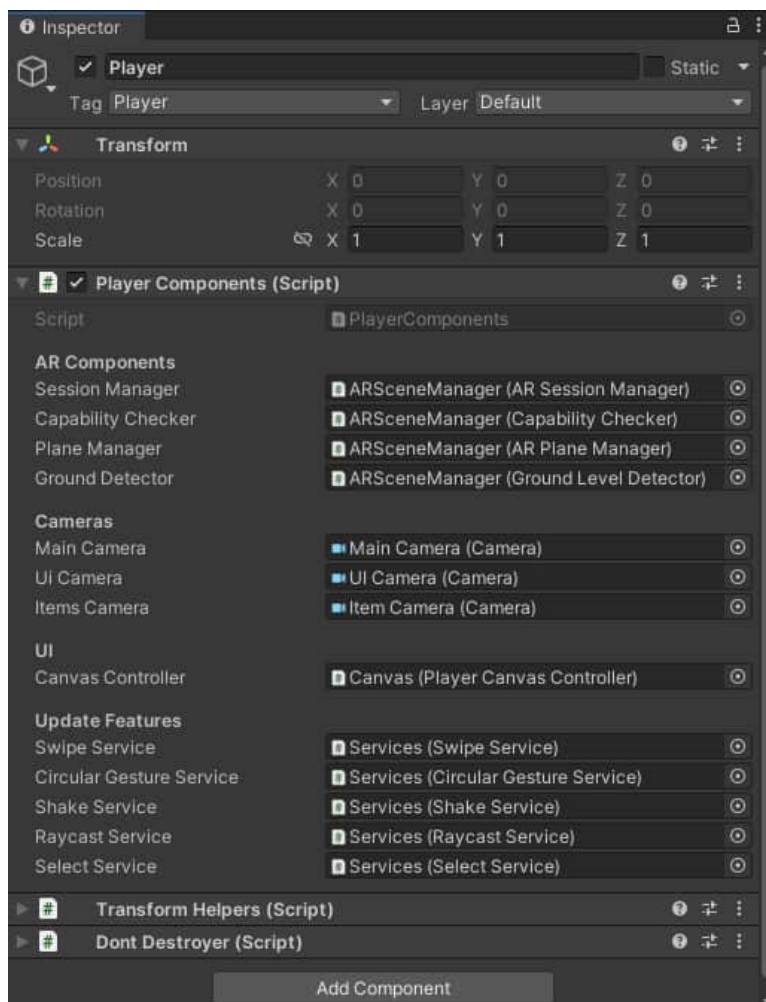 Inspector
Player Static
Tag Player Layer Default
Transform
Position X 0 Y 0 Z 0
Rotation X 0 Y 0 Z 0
Scale X 1 Y 1 Z 1
# Player Components (Script)
Script # PlayerComponents
AR Components
Session Manager # ARSceneManager (AR Session Manager)
Capability Checker # ARSceneManager (Capability Checker)
Plane Manager # ARSceneManager (AR Plane Manager)
Ground Detector # ARSceneManager (Ground Level Detector)
Cameras
Main Camera Main Camera (Camera)
Ui Camera UI Camera (Camera)
Items Camera Item Camera (Camera)
UI
Canvas Controller # Canvas (Player Canvas Controller)
Update Features
Swipe Service # Services (Swipe Service)
Circular Gesture Service # Services (Circular Gesture Service)
Shake Service # Services (Shake Service)
Raycast Service # Services (Raycast Service)
Select Service # Services (Select Service)
# Transform Helpers (Script)
# Dont Destroyer (Script)
Add Component